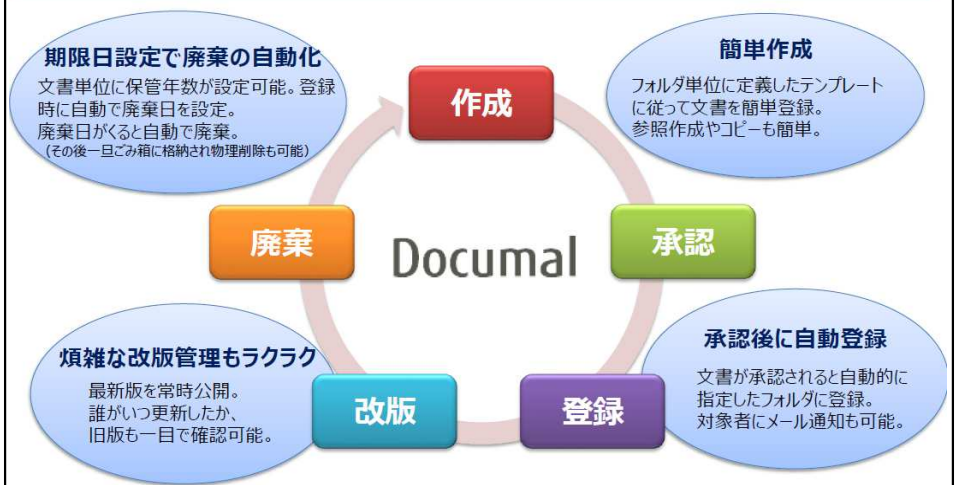 期限日設定で廃棄の自動化
文書単位に保管年数が設定可能。登録
時に自動で廃棄日を設定。
廃棄日がくると自動で廃棄。
(その後一旦ごみ箱に格納され物理削除も可能)
作成
簡単作成
フォルダ単位に定義したテンプレート
に従って文書を簡単登録。
参照作成やコピーも簡単。
廃棄
Documal
承認
煩雑な改版管理もラクラク
最新版を常時公開。
誰がいつ更新したか、
旧版も一目で確認可能。
改版
登録
承認後に自動登録
文書が承認されると自動的に
指定したフォルダに登録。
対象者にメール通知も可能。